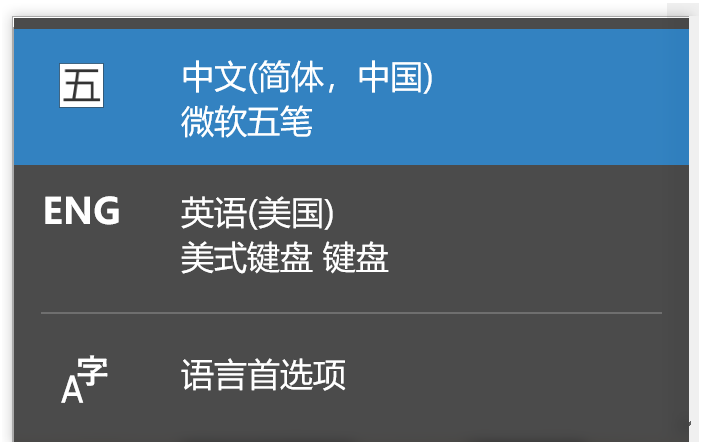 五
中文(简体，中国)
微软五笔
ENG
英语(美国)
美式键盘 键盘
A字
语言首选项